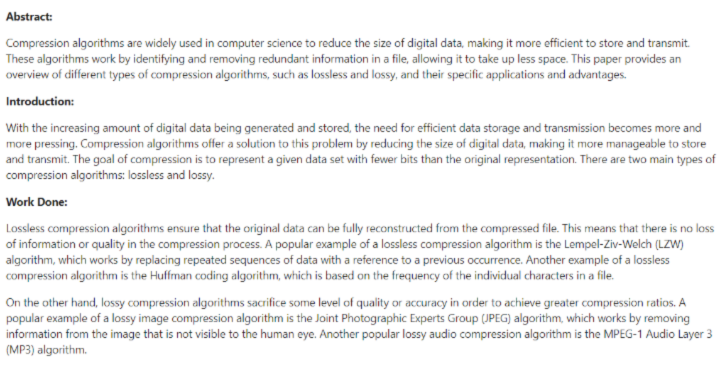 Abstract:
Compression algorithms are widely used in computer science to reduce the size of digital data, making it more efficient to store and transmit.
These algorithms work by identifying and removing redundant information in a file, allowing it to take up less space. This paper provides an
overview of different types of compression algorithms, such as lossless and lossy, and their specific applications and advantages.
Introduction:
With the increasing amount of digital data being generated and stored, the need for efficient data storage and transmission becomes more and
more pressing. Compression algorithms offer a solution to this problem by reducing the size of digital data, making it more manageable to store
and transmit. The goal of compression is to represent a given data set with fewer bits than the original representation. There are two main types of
compression algorithms: lossless and lossy.
Work Done:
Lossless compression algorithms ensure that the original data can be fully reconstructed from the compressed file. This means that there is no loss
of information or quality in the compression process. A popular example of a lossless compression algorithm is the Lempel-Ziv-Welch (LZW)
algorithm, which works by replacing repeated sequences of data with a reference to a previous occurrence. Another example of a lossless
compression algorithm is the Huffman coding algorithm, which is based on the frequency of the individual characters in a file.
On the other hand, lossy compression algorithms sacrifice some level of quality or accuracy in order to achieve greater compression ratios. A
popular example of a lossy image compression algorithm is the Joint Photographic Experts Group (JPEG) algorithm, which works by removing
information from the image that is not visible to the human eye. Another popular lossy audio compression algorithm is the MPEG-1 Audio Layer 3
(MP3) algorithm.